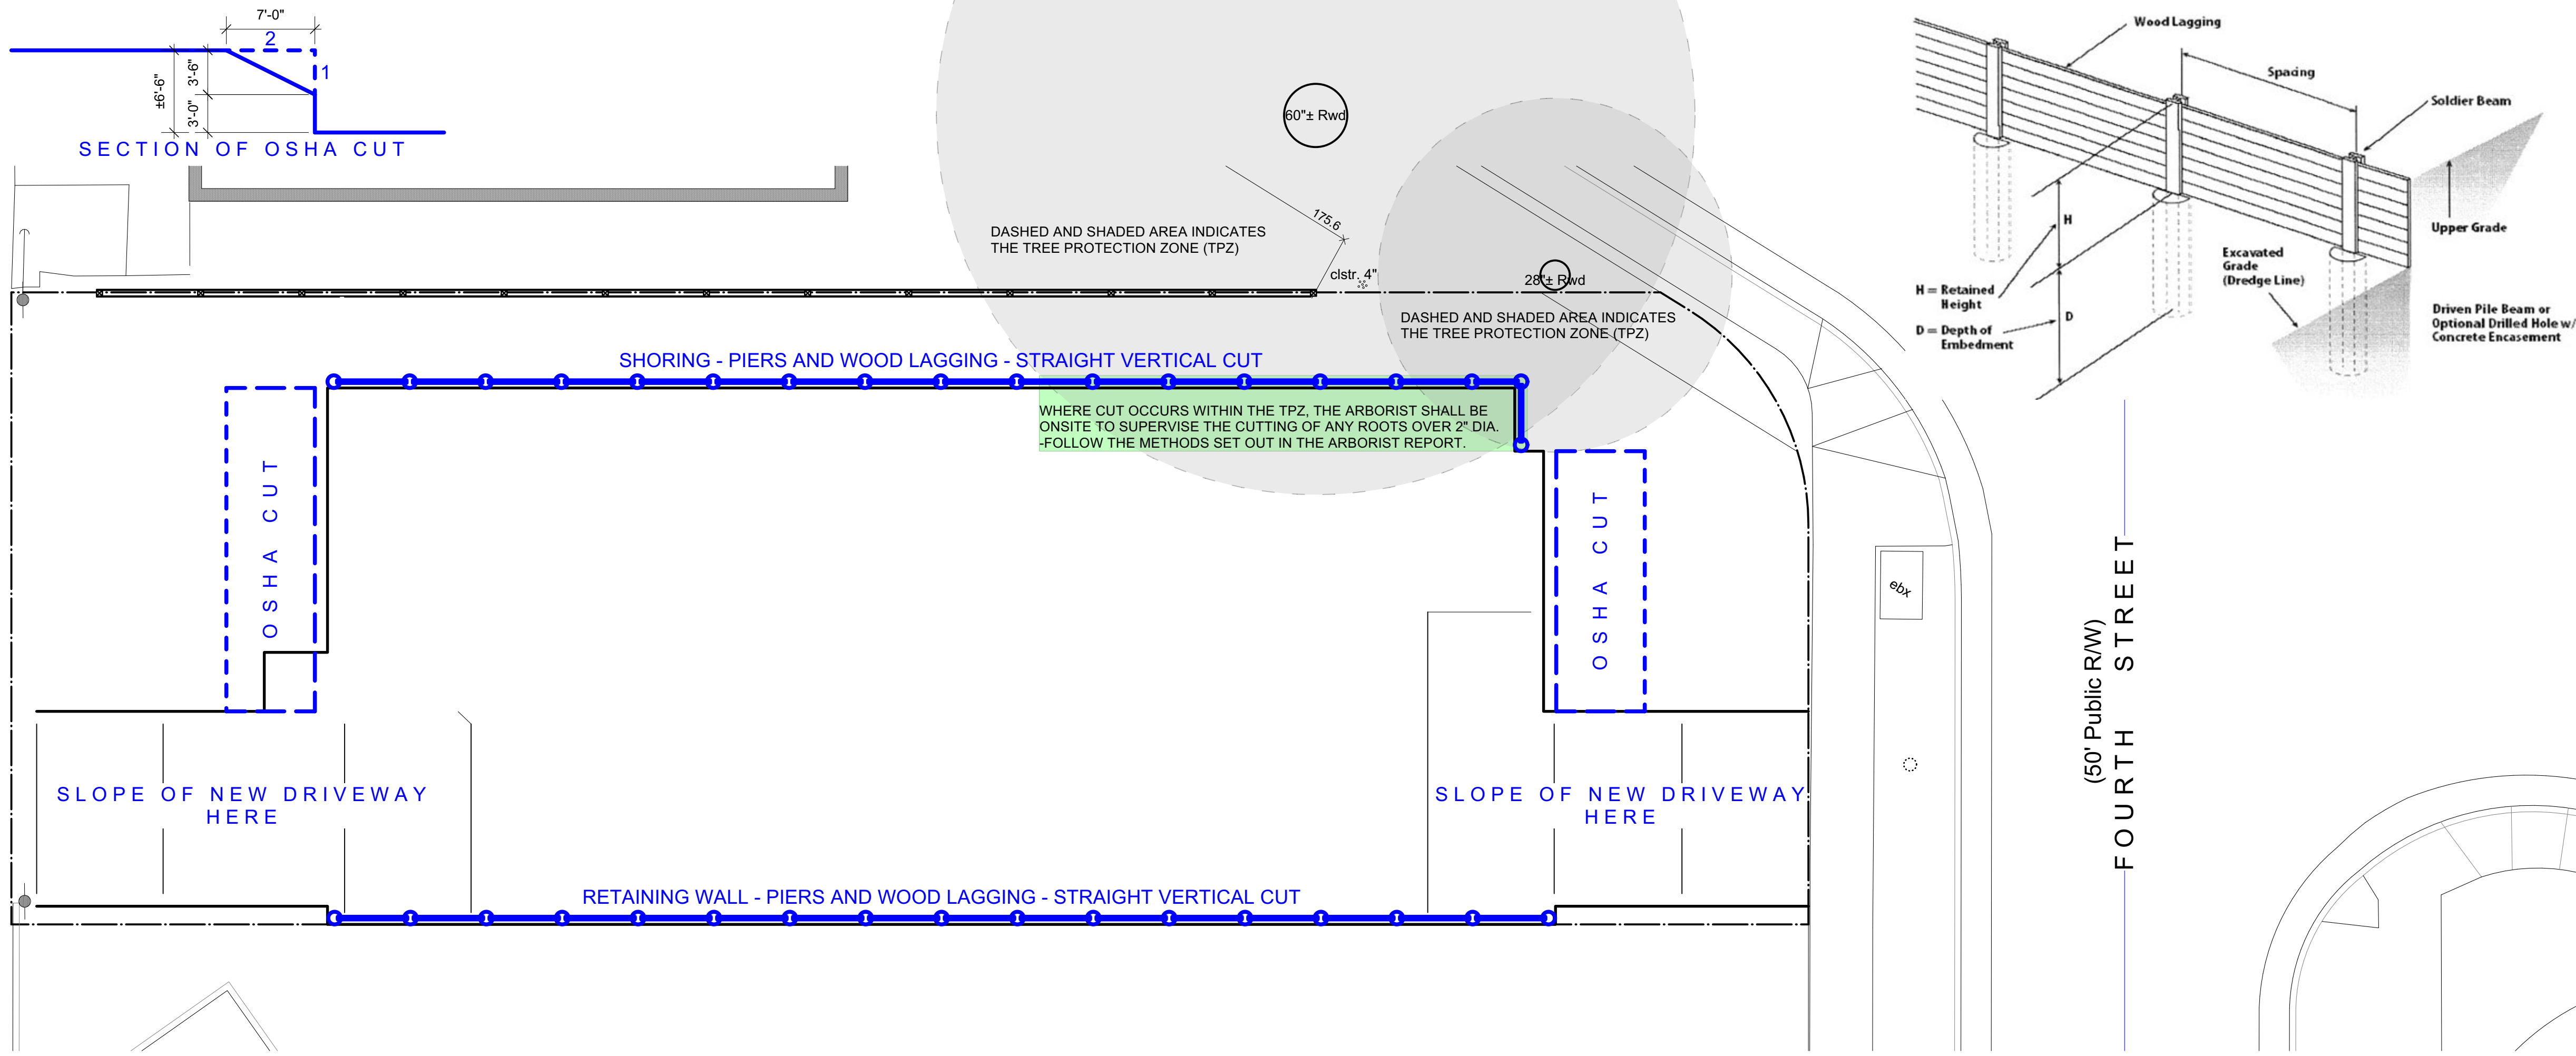 7'-0"
2
1
±6'-6"
3'-6"
3'-0"
SECTION OF OSHA CUT
60"± Rwd
175.6
DASHED AND SHADED AREA INDICATES
THE TREE PROTECTION ZONE (TPZ)
clstr. 4"
28"± Rwd
DASHED AND SHADED AREA INDICATES
THE TREE PROTECTION ZONE (TPZ)
Wood Lagging
Spacing
Soldier Beam
H
Upper Grade
Excavated
Grade
(Dredge Line)
H = Retained
Height
D
D = Depth of
Embedment
Driven Pile Beam or
Optional Drilled Hole w/
Concrete Encasement
SHORING - PIERS AND WOOD LAGGING - STRAIGHT VERTICAL CUT
WHERE CUT OCCURS WITHIN THE TPZ, THE ARBORIST SHALL BE
ONSITE TO SUPERVISE THE CUTTING OF ANY ROOTS OVER 2" DIA.
-FOLLOW THE METHODS SET OUT IN THE ARBORIST REPORT.
OSHA CUT
OSHA CUT
ebx
(50' Public R/W)
FOURTH STREET
SLOPE OF NEW DRIVEWAY
HERE
SLOPE OF NEW DRIVEWAY
HERE
RETAINING WALL - PIERS AND WOOD LAGGING - STRAIGHT VERTICAL CUT